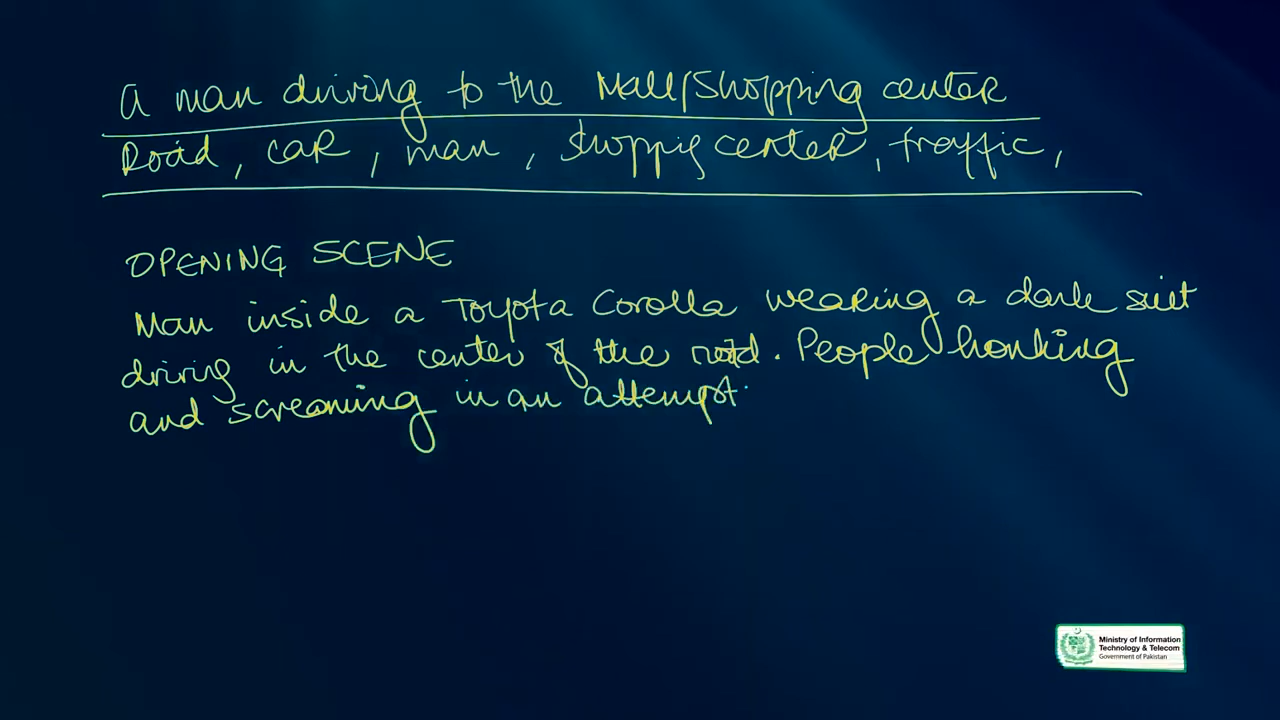 A man driving to the Mall/Shopping center
Road, car, man, shoppig center, traffic,
OPENING SCENE
Man inside a Toyota Corolla wearing a dark suit
driving in the center of the road. People honking
and screaming in an attempt
Ministry of Information
Technology & Telecom
Government of Pakistan